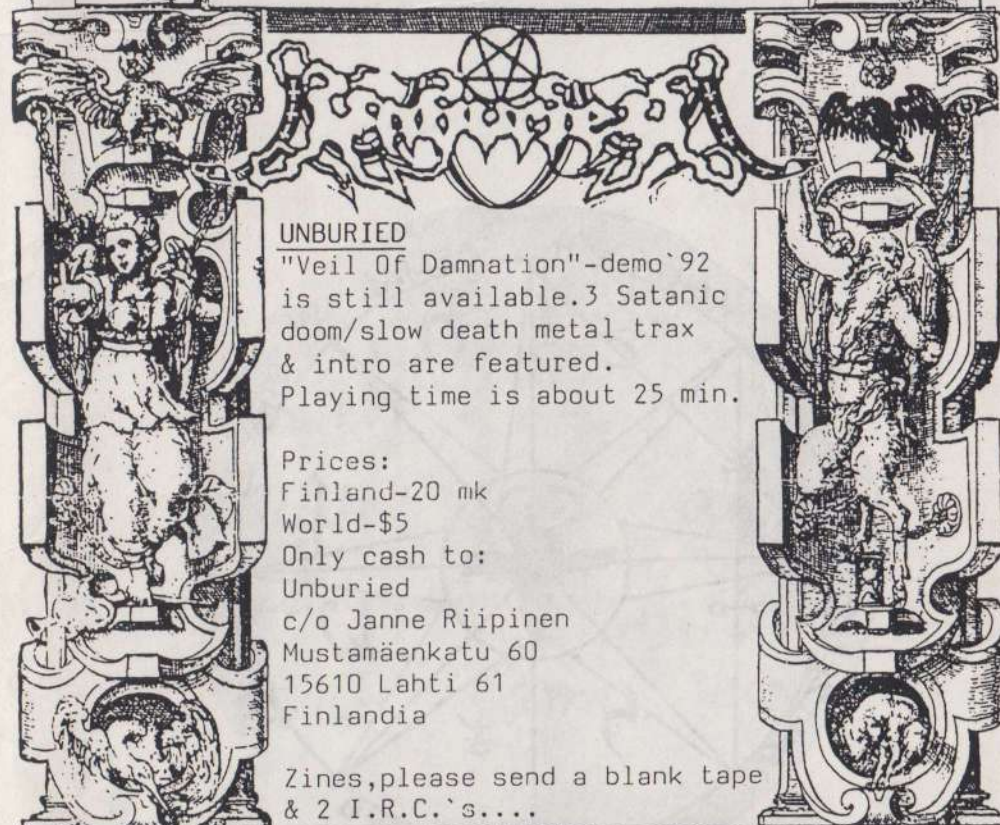 Unburied
UNBURIED
"Veil Of Damnation"-demo`92
is still available.3 Satanic
doom/slow death metal trax
& intro are featured.
Playing time is about 25 min.
Prices:
Finland-20 mk
World-$5
Only cash to:
Unburied
c/o Janne Riipinen
Mustamäenkatu 60
15610 Lahti 61
Finlandia
Zines,please send a blank tape
& 2 I.R.C.`s....